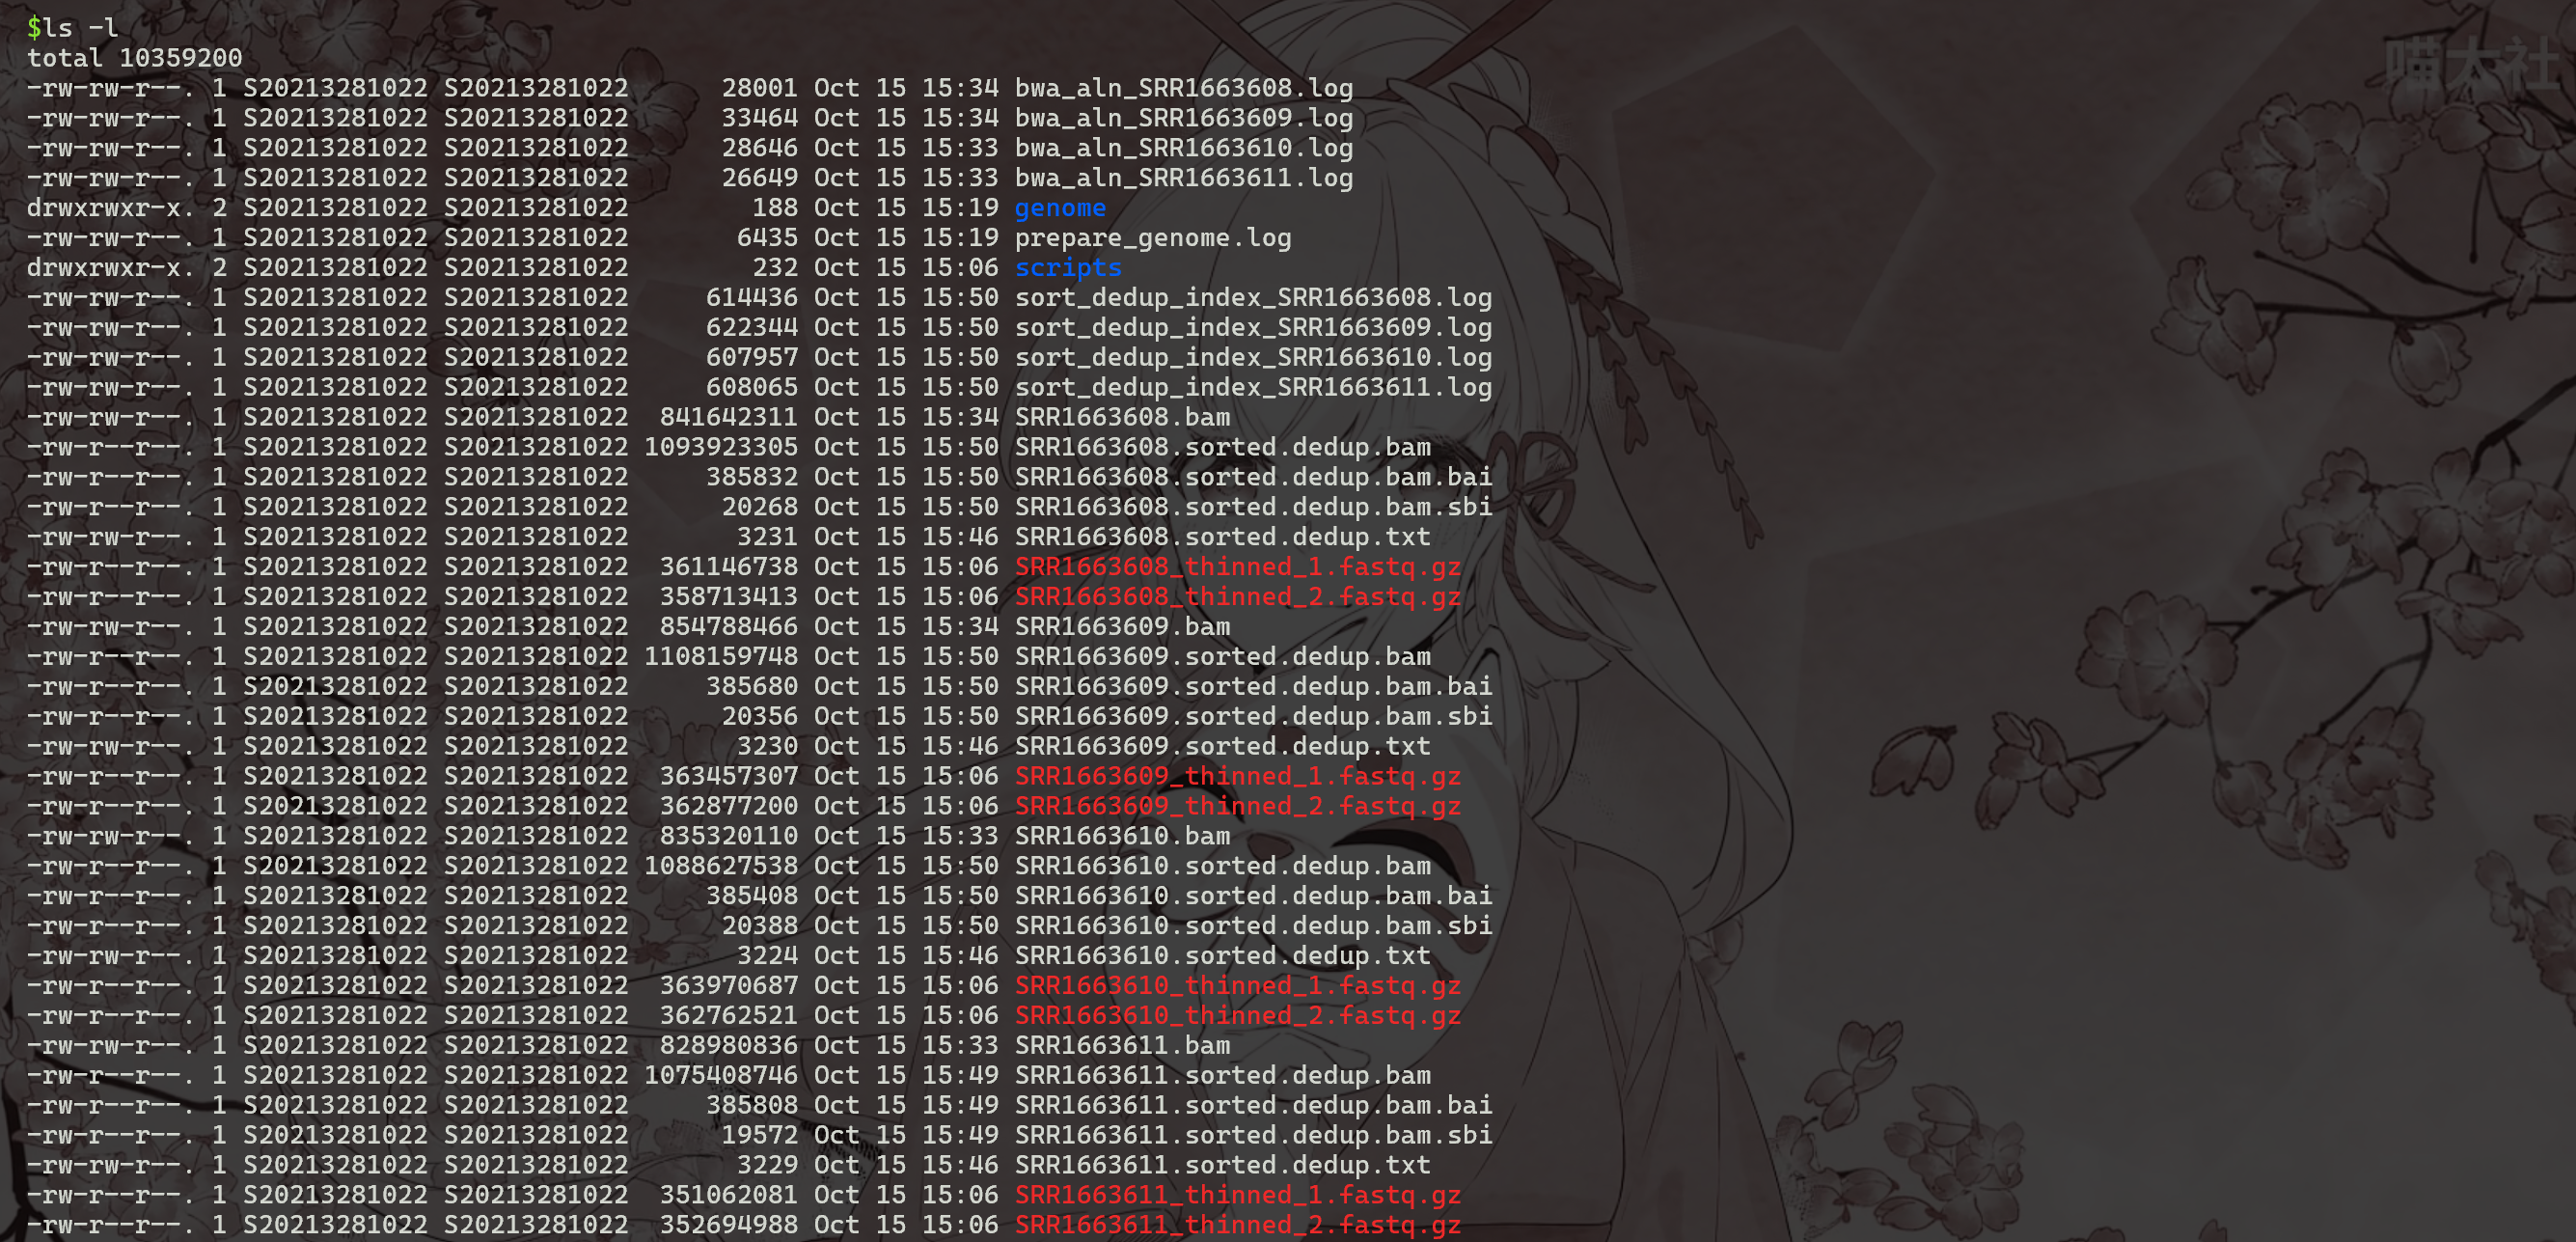 $ls -l
total 10359200
-rw-rw-r--. 1 S20213281022 S20213281022      28001 Oct 15 15:34 bwa_aln_SRR1663608.log
-rw-rw-r--. 1 S20213281022 S20213281022      33464 Oct 15 15:34 bwa_aln_SRR1663609.log
-rw-rw-r--. 1 S20213281022 S20213281022      28646 Oct 15 15:33 bwa_aln_SRR1663610.log
-rw-rw-r--. 1 S20213281022 S20213281022      26649 Oct 15 15:33 bwa_aln_SRR1663611.log
drwxrwxr-x. 2 S20213281022 S20213281022        188 Oct 15 15:19 genome
-rw-rw-r--. 1 S20213281022 S20213281022       6435 Oct 15 15:19 prepare_genome.log
drwxrwxr-x. 2 S20213281022 S20213281022        232 Oct 15 15:06 scripts
-rw-rw-r--. 1 S20213281022 S20213281022     614436 Oct 15 15:50 sort_dedup_index_SRR1663608.log
-rw-rw-r--. 1 S20213281022 S20213281022     622344 Oct 15 15:50 sort_dedup_index_SRR1663609.log
-rw-rw-r--. 1 S20213281022 S20213281022     607957 Oct 15 15:50 sort_dedup_index_SRR1663610.log
-rw-rw-r--. 1 S20213281022 S20213281022     608065 Oct 15 15:50 sort_dedup_index_SRR1663611.log
-rw-rw-r--. 1 S20213281022 S20213281022  841642311 Oct 15 15:34 SRR1663608.bam
-rw-r--r--. 1 S20213281022 S20213281022 1093923305 Oct 15 15:50 SRR1663608.sorted.dedup.bam
-rw-r--r--. 1 S20213281022 S20213281022     385832 Oct 15 15:50 SRR1663608.sorted.dedup.bam.bai
-rw-r--r--. 1 S20213281022 S20213281022      20268 Oct 15 15:50 SRR1663608.sorted.dedup.bam.sbi
-rw-rw-r--. 1 S20213281022 S20213281022       3231 Oct 15 15:46 SRR1663608.sorted.dedup.txt
-rw-r--r--. 1 S20213281022 S20213281022  361146738 Oct 15 15:06 SRR1663608_thinned_1.fastq.gz
-rw-r--r--. 1 S20213281022 S20213281022  358713413 Oct 15 15:06 SRR1663608_thinned_2.fastq.gz
-rw-rw-r--. 1 S20213281022 S20213281022  854788466 Oct 15 15:34 SRR1663609.bam
-rw-r--r--. 1 S20213281022 S20213281022 1108159748 Oct 15 15:50 SRR1663609.sorted.dedup.bam
-rw-r--r--. 1 S20213281022 S20213281022     385680 Oct 15 15:50 SRR1663609.sorted.dedup.bam.bai
-rw-r--r--. 1 S20213281022 S20213281022      20356 Oct 15 15:50 SRR1663609.sorted.dedup.bam.sbi
-rw-rw-r--. 1 S20213281022 S20213281022       3230 Oct 15 15:46 SRR1663609.sorted.dedup.txt
-rw-r--r--. 1 S20213281022 S20213281022  363457307 Oct 15 15:06 SRR1663609_thinned_1.fastq.gz
-rw-r--r--. 1 S20213281022 S20213281022  362877200 Oct 15 15:06 SRR1663609_thinned_2.fastq.gz
-rw-rw-r--. 1 S20213281022 S20213281022  835320110 Oct 15 15:33 SRR1663610.bam
-rw-r--r--. 1 S20213281022 S20213281022 1088627538 Oct 15 15:50 SRR1663610.sorted.dedup.bam
-rw-r--r--. 1 S20213281022 S20213281022     385408 Oct 15 15:50 SRR1663610.sorted.dedup.bam.bai
-rw-r--r--. 1 S20213281022 S20213281022      20388 Oct 15 15:50 SRR1663610.sorted.dedup.bam.sbi
-rw-rw-r--. 1 S20213281022 S20213281022       3224 Oct 15 15:46 SRR1663610.sorted.dedup.txt
-rw-r--r--. 1 S20213281022 S20213281022  363970687 Oct 15 15:06 SRR1663610_thinned_1.fastq.gz
-rw-r--r--. 1 S20213281022 S20213281022  362762521 Oct 15 15:06 SRR1663610_thinned_2.fastq.gz
-rw-rw-r--. 1 S20213281022 S20213281022  828980836 Oct 15 15:33 SRR1663611.bam
-rw-r--r--. 1 S20213281022 S20213281022 1075408746 Oct 15 15:49 SRR1663611.sorted.dedup.bam
-rw-r--r--. 1 S20213281022 S20213281022     385808 Oct 15 15:49 SRR1663611.sorted.dedup.bam.bai
-rw-r--r--. 1 S20213281022 S20213281022      19572 Oct 15 15:49 SRR1663611.sorted.dedup.bam.sbi
-rw-rw-r--. 1 S20213281022 S20213281022       3229 Oct 15 15:46 SRR1663611.sorted.dedup.txt
-rw-r--r--. 1 S20213281022 S20213281022  351062081 Oct 15 15:06 SRR1663611_thinned_1.fastq.gz
-rw-r--r--. 1 S20213281022 S20213281022  352694988 Oct 15 15:06 SRR1663611_thinned_2.fastq.gz
喵大社